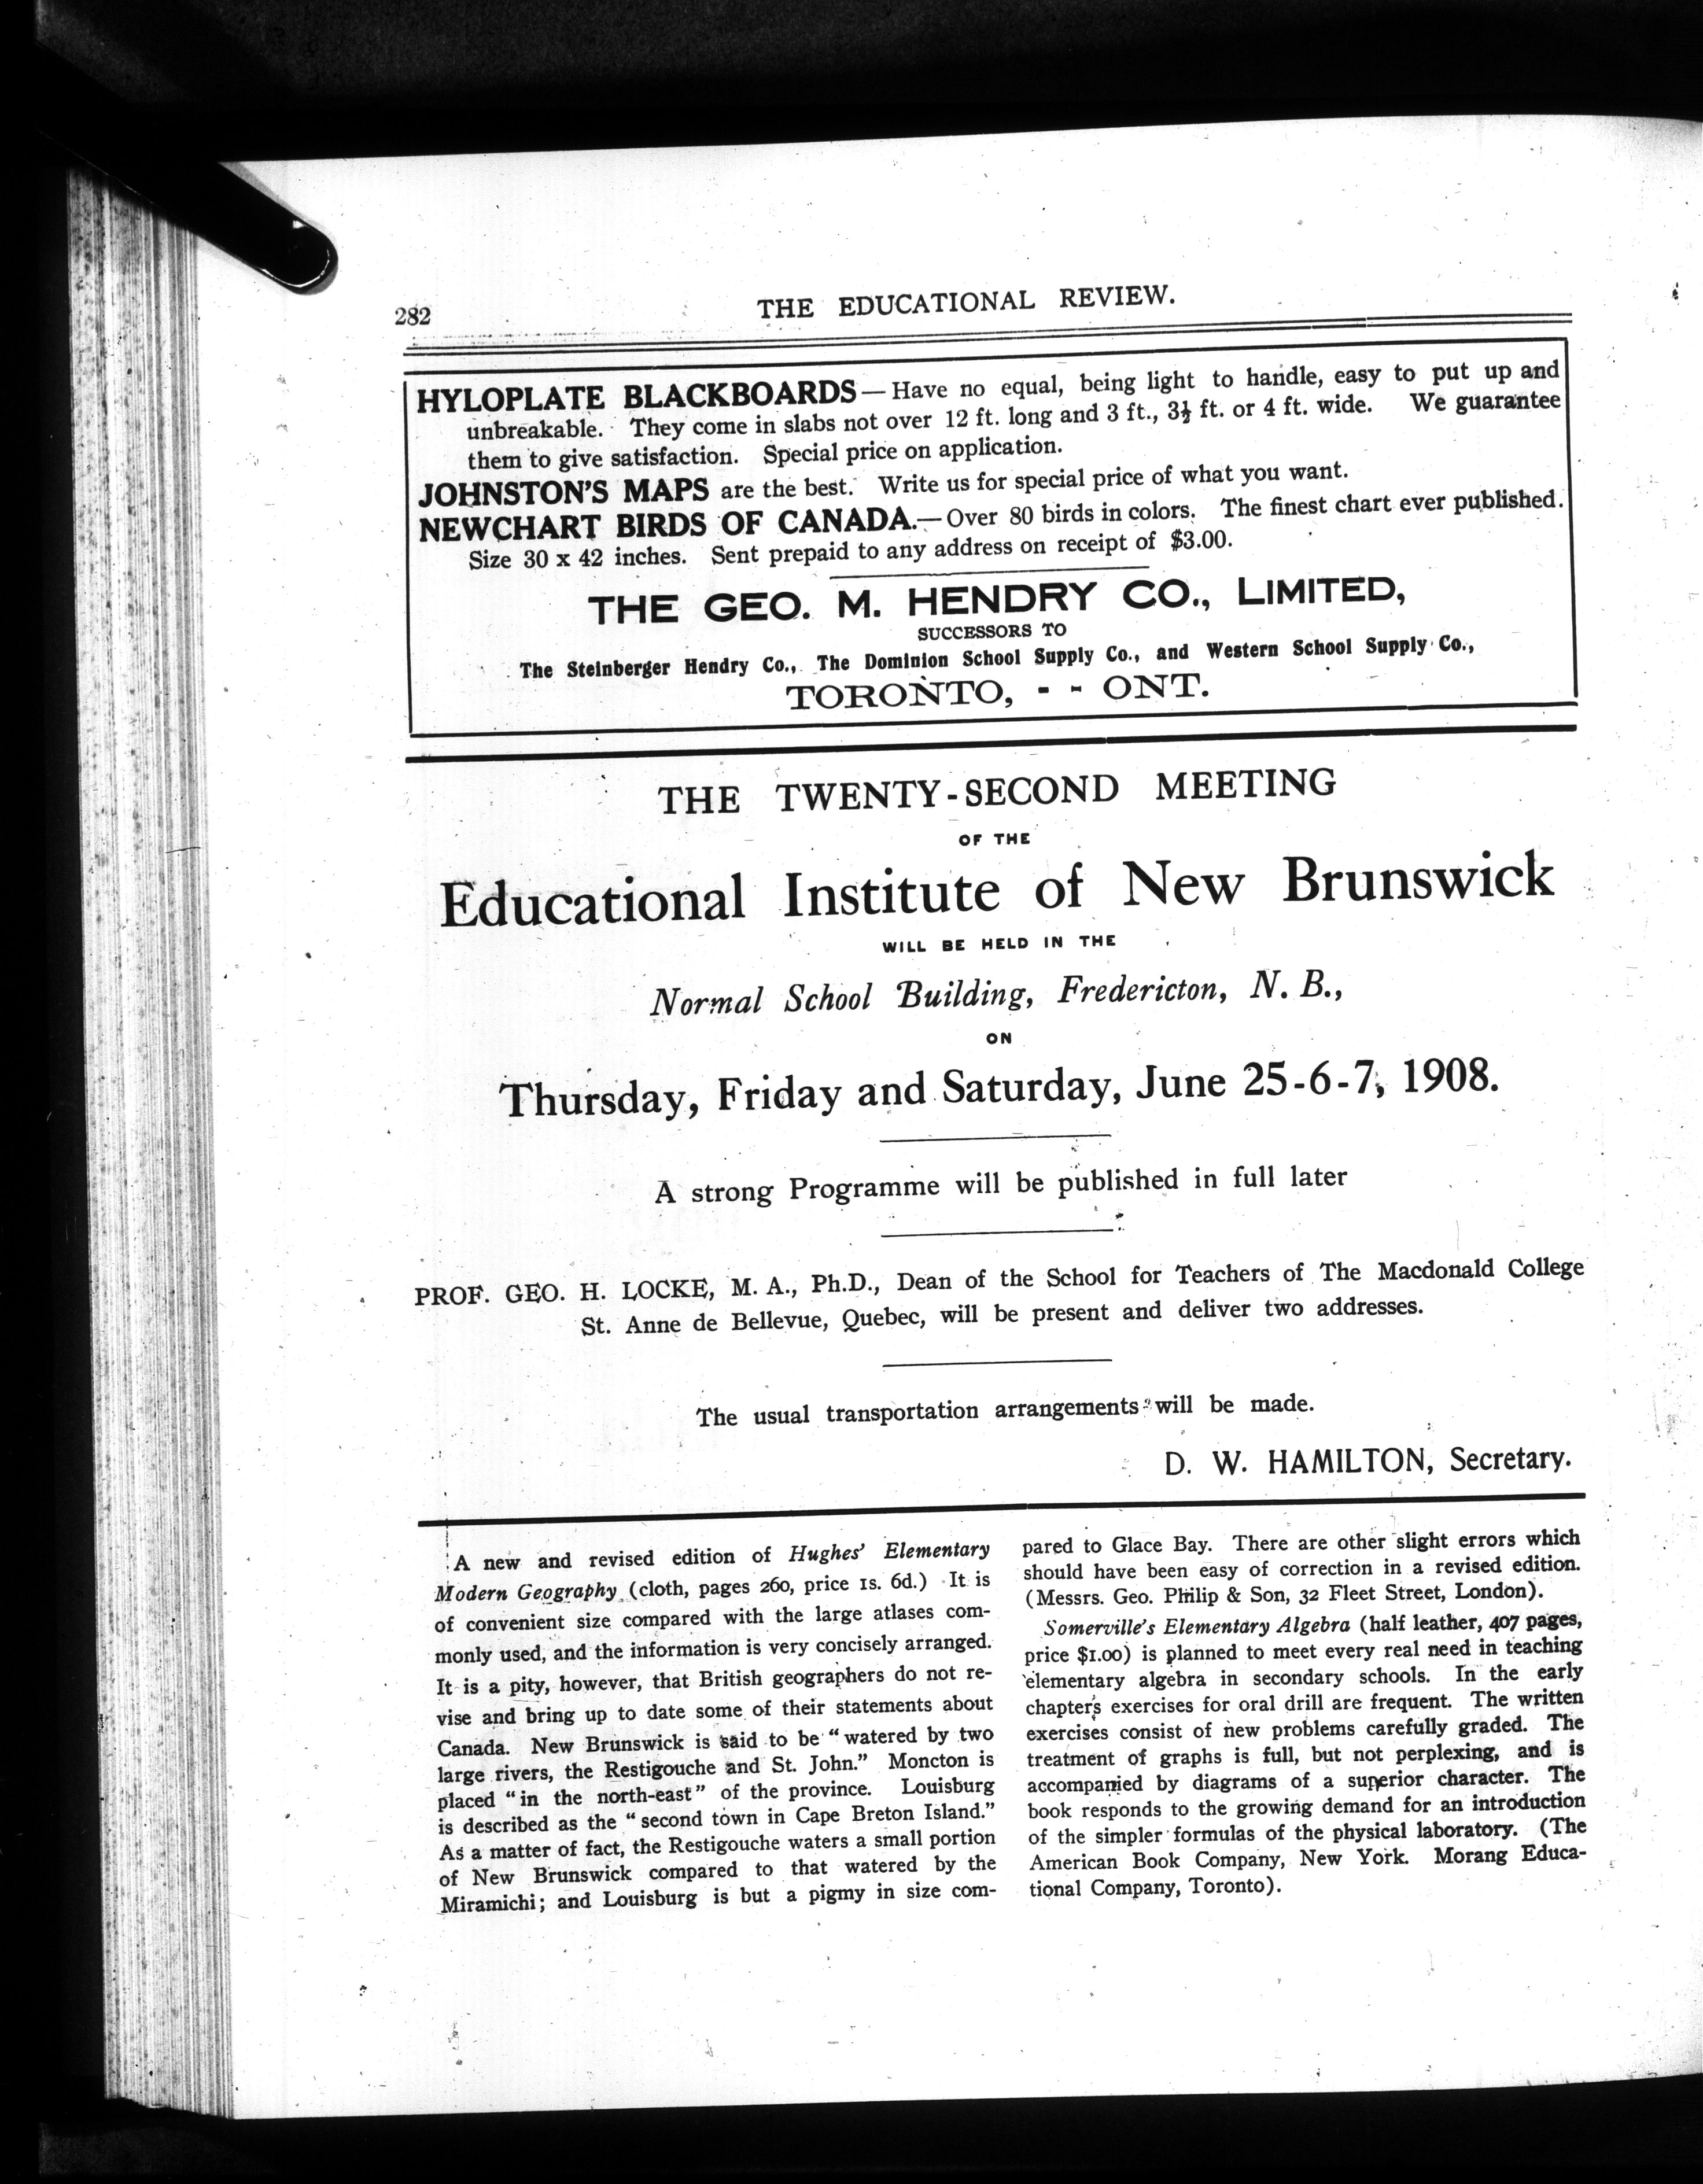 282
THE EDUCATIONAL REVIEW.
HYLOPLATE BLACKBOARDS — Have no equal, being light to handle, easy to put up and
unbreakable. They come in slabs not over 12 ft. long and 3 ft., 3½ ft. or 4 ft. wide. We guarantee
them to give satisfaction. Special price on application.
JOHNSTON'S MAPS are the best. Write us for special price of what you want.
NEWCHART BIRDS OF CANADA.—Over 80 birds in colors. The finest chart ever published.
Size 30 x 42 inches. Sent prepaid to any address on receipt of $3.00.
THE GEO. M. HENDRY CO., LIMITED,
SUCCESSORS TO
The Steinberger Hendry Co., The Dominion School Supply Co., and Western School Supply Co.,
TORONTO, - - ONT.
THE TWENTY-SECOND MEETING
OF THE
Educational Institute of New Brunswick
WILL BE HELD IN THE
Normal School Building, Fredericton, N. B.,
ON
Thursday, Friday and Saturday, June 25-6-7, 1908.
A strong Programme will be published in full later
PROF. GEO. H. LOCKE, M. A., Ph.D., Dean of the School for Teachers of The Macdonald College
St. Anne de Bellevue, Quebec, will be present and deliver two addresses.
The usual transportation arrangements will be made.
D. W. HAMILTON, Secretary.
A new and revised edition of Hughes' Elementary
Modern Geography (cloth, pages 260, price 1s. 6d.) It is
of convenient size compared with the large atlases com-
monly used, and the information is very concisely arranged.
It is a pity, however, that British geographers do not re-
vise and bring up to date some of their statements about
Canada. New Brunswick is said to be "watered by two
large rivers, the Restigouche and St. John." Moncton is
placed "in the north-east" of the province. Louisburg
is described as the "second town in Cape Breton Island."
As a matter of fact, the Restigouche waters a small portion
of New Brunswick compared to that watered by the
Miramichi; and Louisburg is but a pigmy in size com-
pared to Glace Bay. There are other slight errors which
should have been easy of correction in a revised edition.
(Messrs. Geo. Philip & Son, 32 Fleet Street, London).
Somerville's Elementary Algebra (half leather, 407 pages,
price $1.00) is planned to meet every real need in teaching
elementary algebra in secondary schools. In the early
chapters exercises for oral drill are frequent. The written
exercises consist of new problems carefully graded. The
treatment of graphs is full, but not perplexing, and is
accompanied by diagrams of a superior character. The
book responds to the growing demand for an introduction
of the simpler formulas of the physical laboratory. (The
American Book Company, New York. Morang Educa-
tional Company, Toronto).